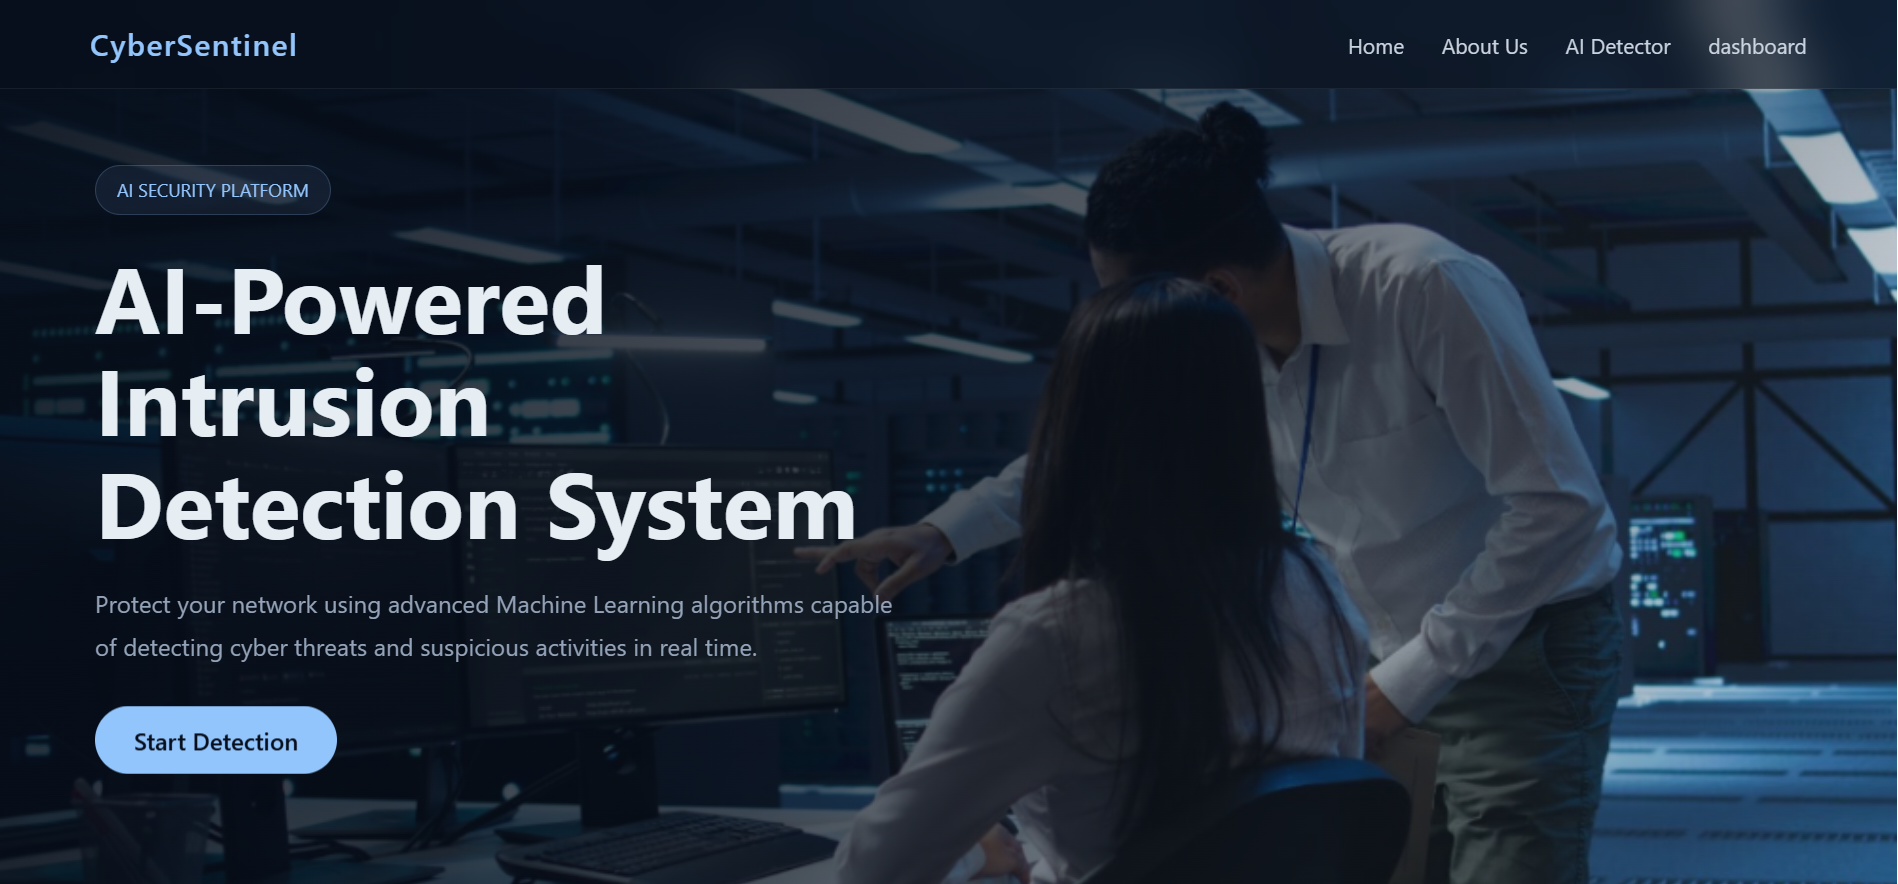 CyberSentinel
Home
About Us
AI Detector
dashboard
AI SECURITY PLATFORM
AI-Powered
Intrusion
Detection System
Protect your network using advanced Machine Learning algorithms capable
of detecting cyber threats and suspicious activities in real time.
Start Detection